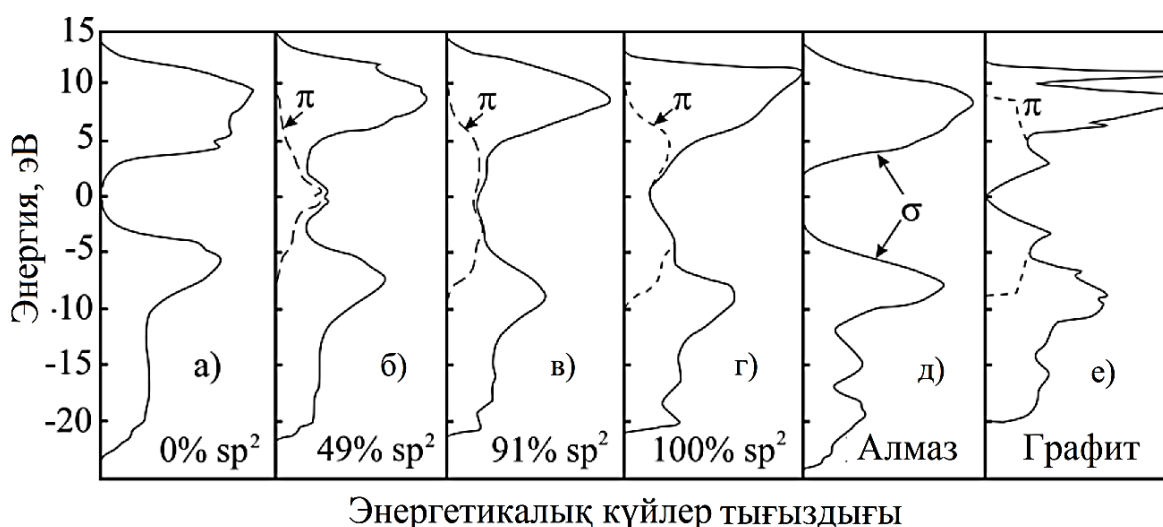 Энергия, эВ
15
10
5
0
-5
-10
-15
-20
π
π
π
σ
π
а)
б)
в)
г)
д)
е)
0% sp²
49% sp²
91% sp²
100% sp²
Алмаз
Графит
Энергетикалық күйлер тығыздығы